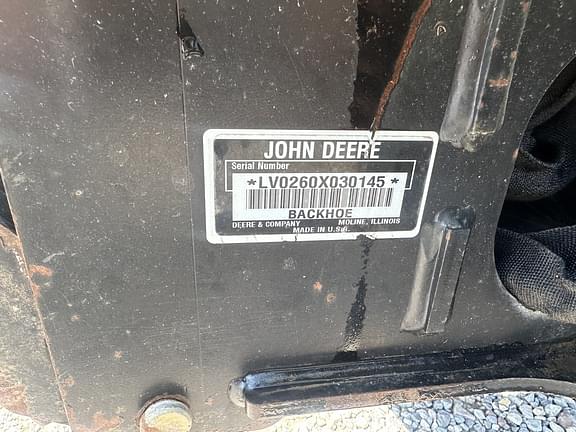 JOHN DEERE
Serial Number
*LV0260X030145*
BACKHOE
DEERE & COMPANY MOLINE, ILLINOIS
MADE IN U.S.A.